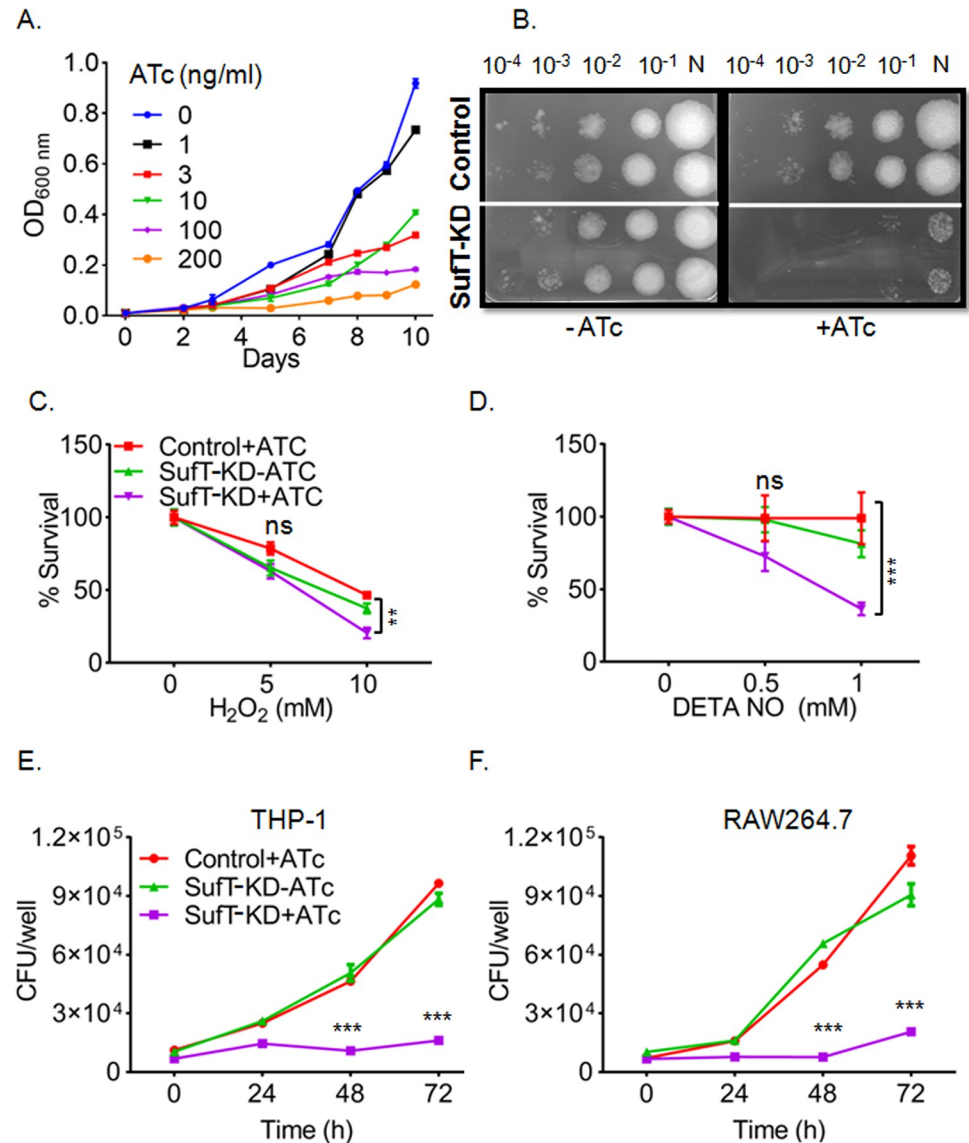 A.
ATc (ng/ml)
0
1
3
10
100
200
OD600 nm
1.0
0.8
0.6
0.4
0.2
0.0
0 2 4 6 8 10
Days
B.
10-4 10-3 10-2 10-1 N 10-4 10-3 10-2 10-1 N
Control
SufT-KD
-ATc +ATc
C.
% Survival
150
100
50
0
Control+ATC
SufT-KD-ATC
SufT-KD+ATC
ns
**
0 5 10
H2O2 (mM)
D.
% Survival
150
100
50
0
ns
***
0 0.5 1
DETA NO (mM)
E.
THP-1
CFU/well
1.2×105
9×104
6×104
3×104
0
Control+ATc
SufT-KD-ATc
SufT-KD+ATc
*** ***
0 24 48 72
Time (h)
F.
RAW264.7
CFU/well
1.2×105
9×104
6×104
3×104
0
*** ***
0 24 48 72
Time (h)